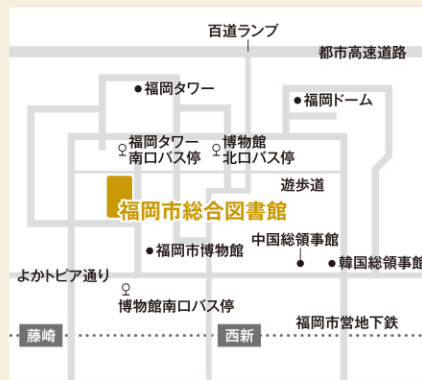 百道ランプ
都市高速道路
福岡タワー
福岡ドーム
福岡タワー
南口バス停
博物館
北口バス停
遊歩道
福岡市総合図書館
中国総領事館
福岡市博物館
韓国総領事館
よかトピア通り
博物館南口バス停
福岡市営地下鉄
藤崎
西新